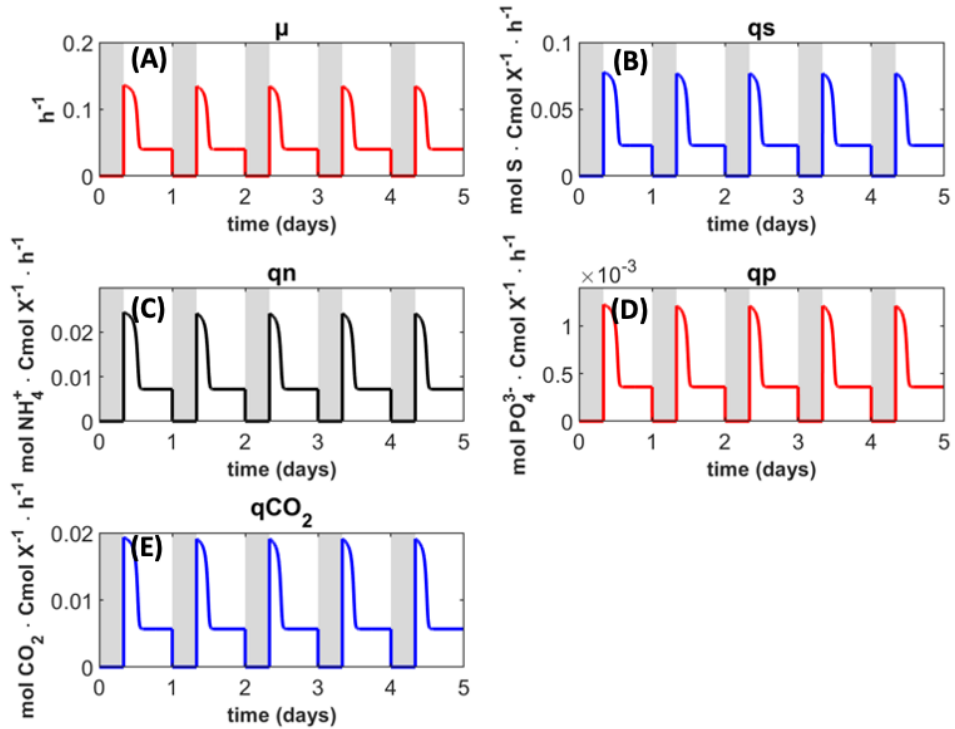 μ
(A)
0.2
0.1
0
h⁻¹
0 1 2 3 4 5
time (days)
qs
(B)
0.1
0.05
0
mol S · Cmol X⁻¹ · h⁻¹
0 1 2 3 4 5
time (days)
qn
(C)
0.02
0.01
0
mol NH₄⁺ · Cmol X⁻¹ · h⁻¹
0 1 2 3 4 5
time (days)
×10⁻³
qp
(D)
1
0.5
0
mol PO₄³⁻ · Cmol X⁻¹ · h⁻¹
0 1 2 3 4 5
time (days)
qCO₂
(E)
0.02
0.01
0
mol CO₂ · Cmol X⁻¹ · h⁻¹
0 1 2 3 4 5
time (days)